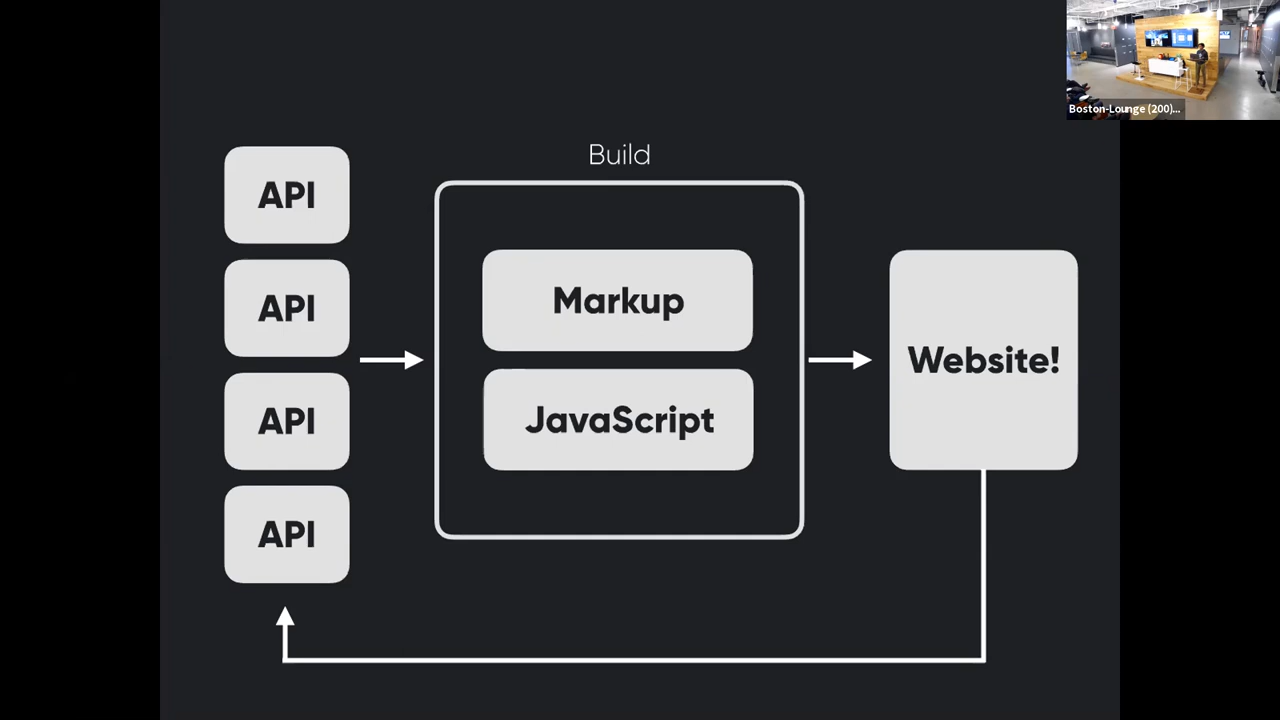 Boston-Lounge (200)...
Build
API
API
API
API
Markup
JavaScript
Website!